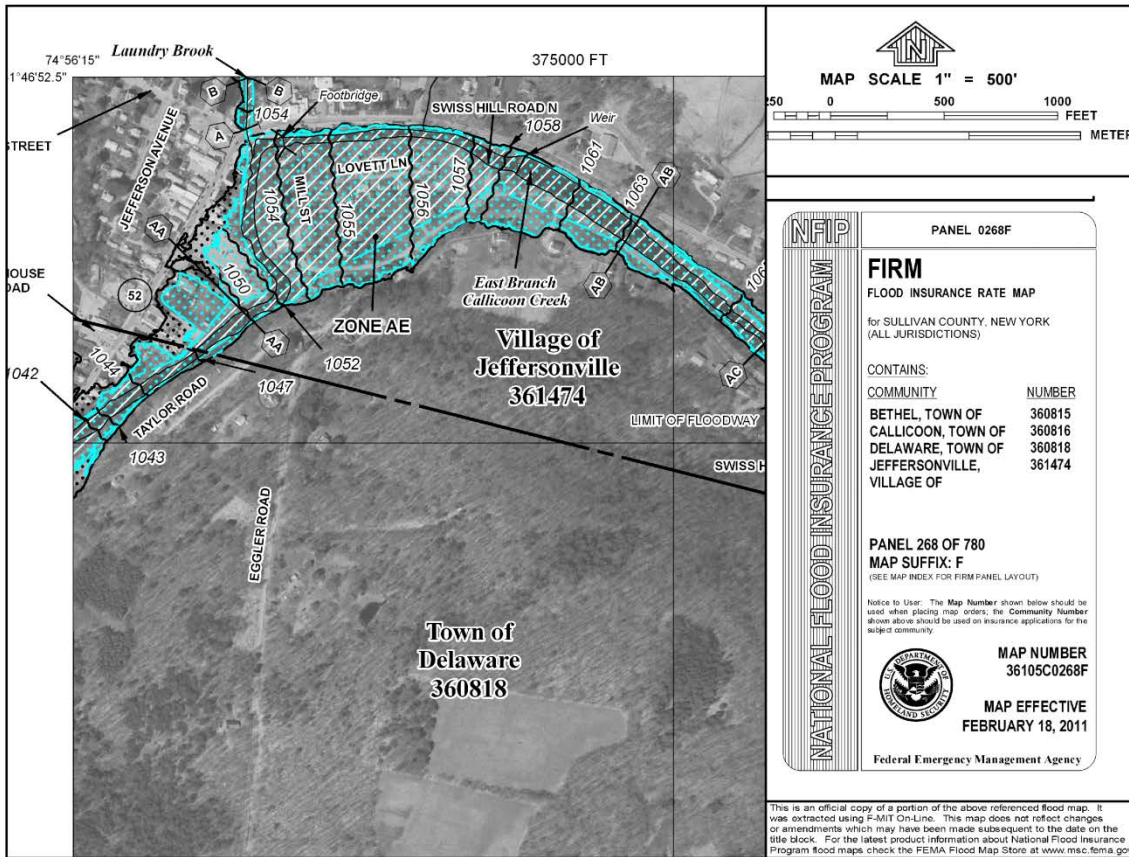 Laundry Brook
74°56'15"
375000 FT
1°46'52.5"
B
B
1054
Footbridge
SWISS HILL ROAD N
1058
Weir
A
TREET
JEFFERSON AVENUE
LOVETT LN
MILL ST
1054
1055
1056
1057
1061
1063
AB
AB
AA
1050
AA
HOUSE
OAD
52
East Branch
Callicoon Creek
ZONE AE
Village of
Jeffersonville
361474
1044
1042
1043
1047
1052
TAYLOR ROAD
AC
LIMIT OF FLOODWAY
SWISS H
EGGLER ROAD
Town of
Delaware
360818
N
MAP SCALE 1" = 500'
250 0 500 1000
FEET
METER
NFIP
NATIONAL FLOOD INSURANCE PROGRAM
PANEL 0268F
FIRM
FLOOD INSURANCE RATE MAP
for SULLIVAN COUNTY, NEW YORK
(ALL JURISDICTIONS)
CONTAINS:
COMMUNITY NUMBER
BETHEL, TOWN OF 360815
CALLICOON, TOWN OF 360816
DELAWARE, TOWN OF 360818
JEFFERSONVILLE, 361474
VILLAGE OF
PANEL 268 OF 780
MAP SUFFIX: F
(SEE MAP INDEX FOR FIRM PANEL LAYOUT)
Notice to User: The Map Number shown below should be
used when placing map orders; the Community Number
shown above should be used on insurance applications for the
subject community.
U.S. DEPARTMENT OF
HOMELAND SECURITY
MAP NUMBER
36105C0268F
MAP EFFECTIVE
FEBRUARY 18, 2011
Federal Emergency Management Agency
This is an official copy of a portion of the above referenced flood map. It
was extracted using F-MIT On-Line. This map does not reflect changes
or amendments which may have been made subsequent to the date on the
title block. For the latest product information about National Flood Insurance
Program flood maps check the FEMA Flood Map Store at www.msc.fema.gov